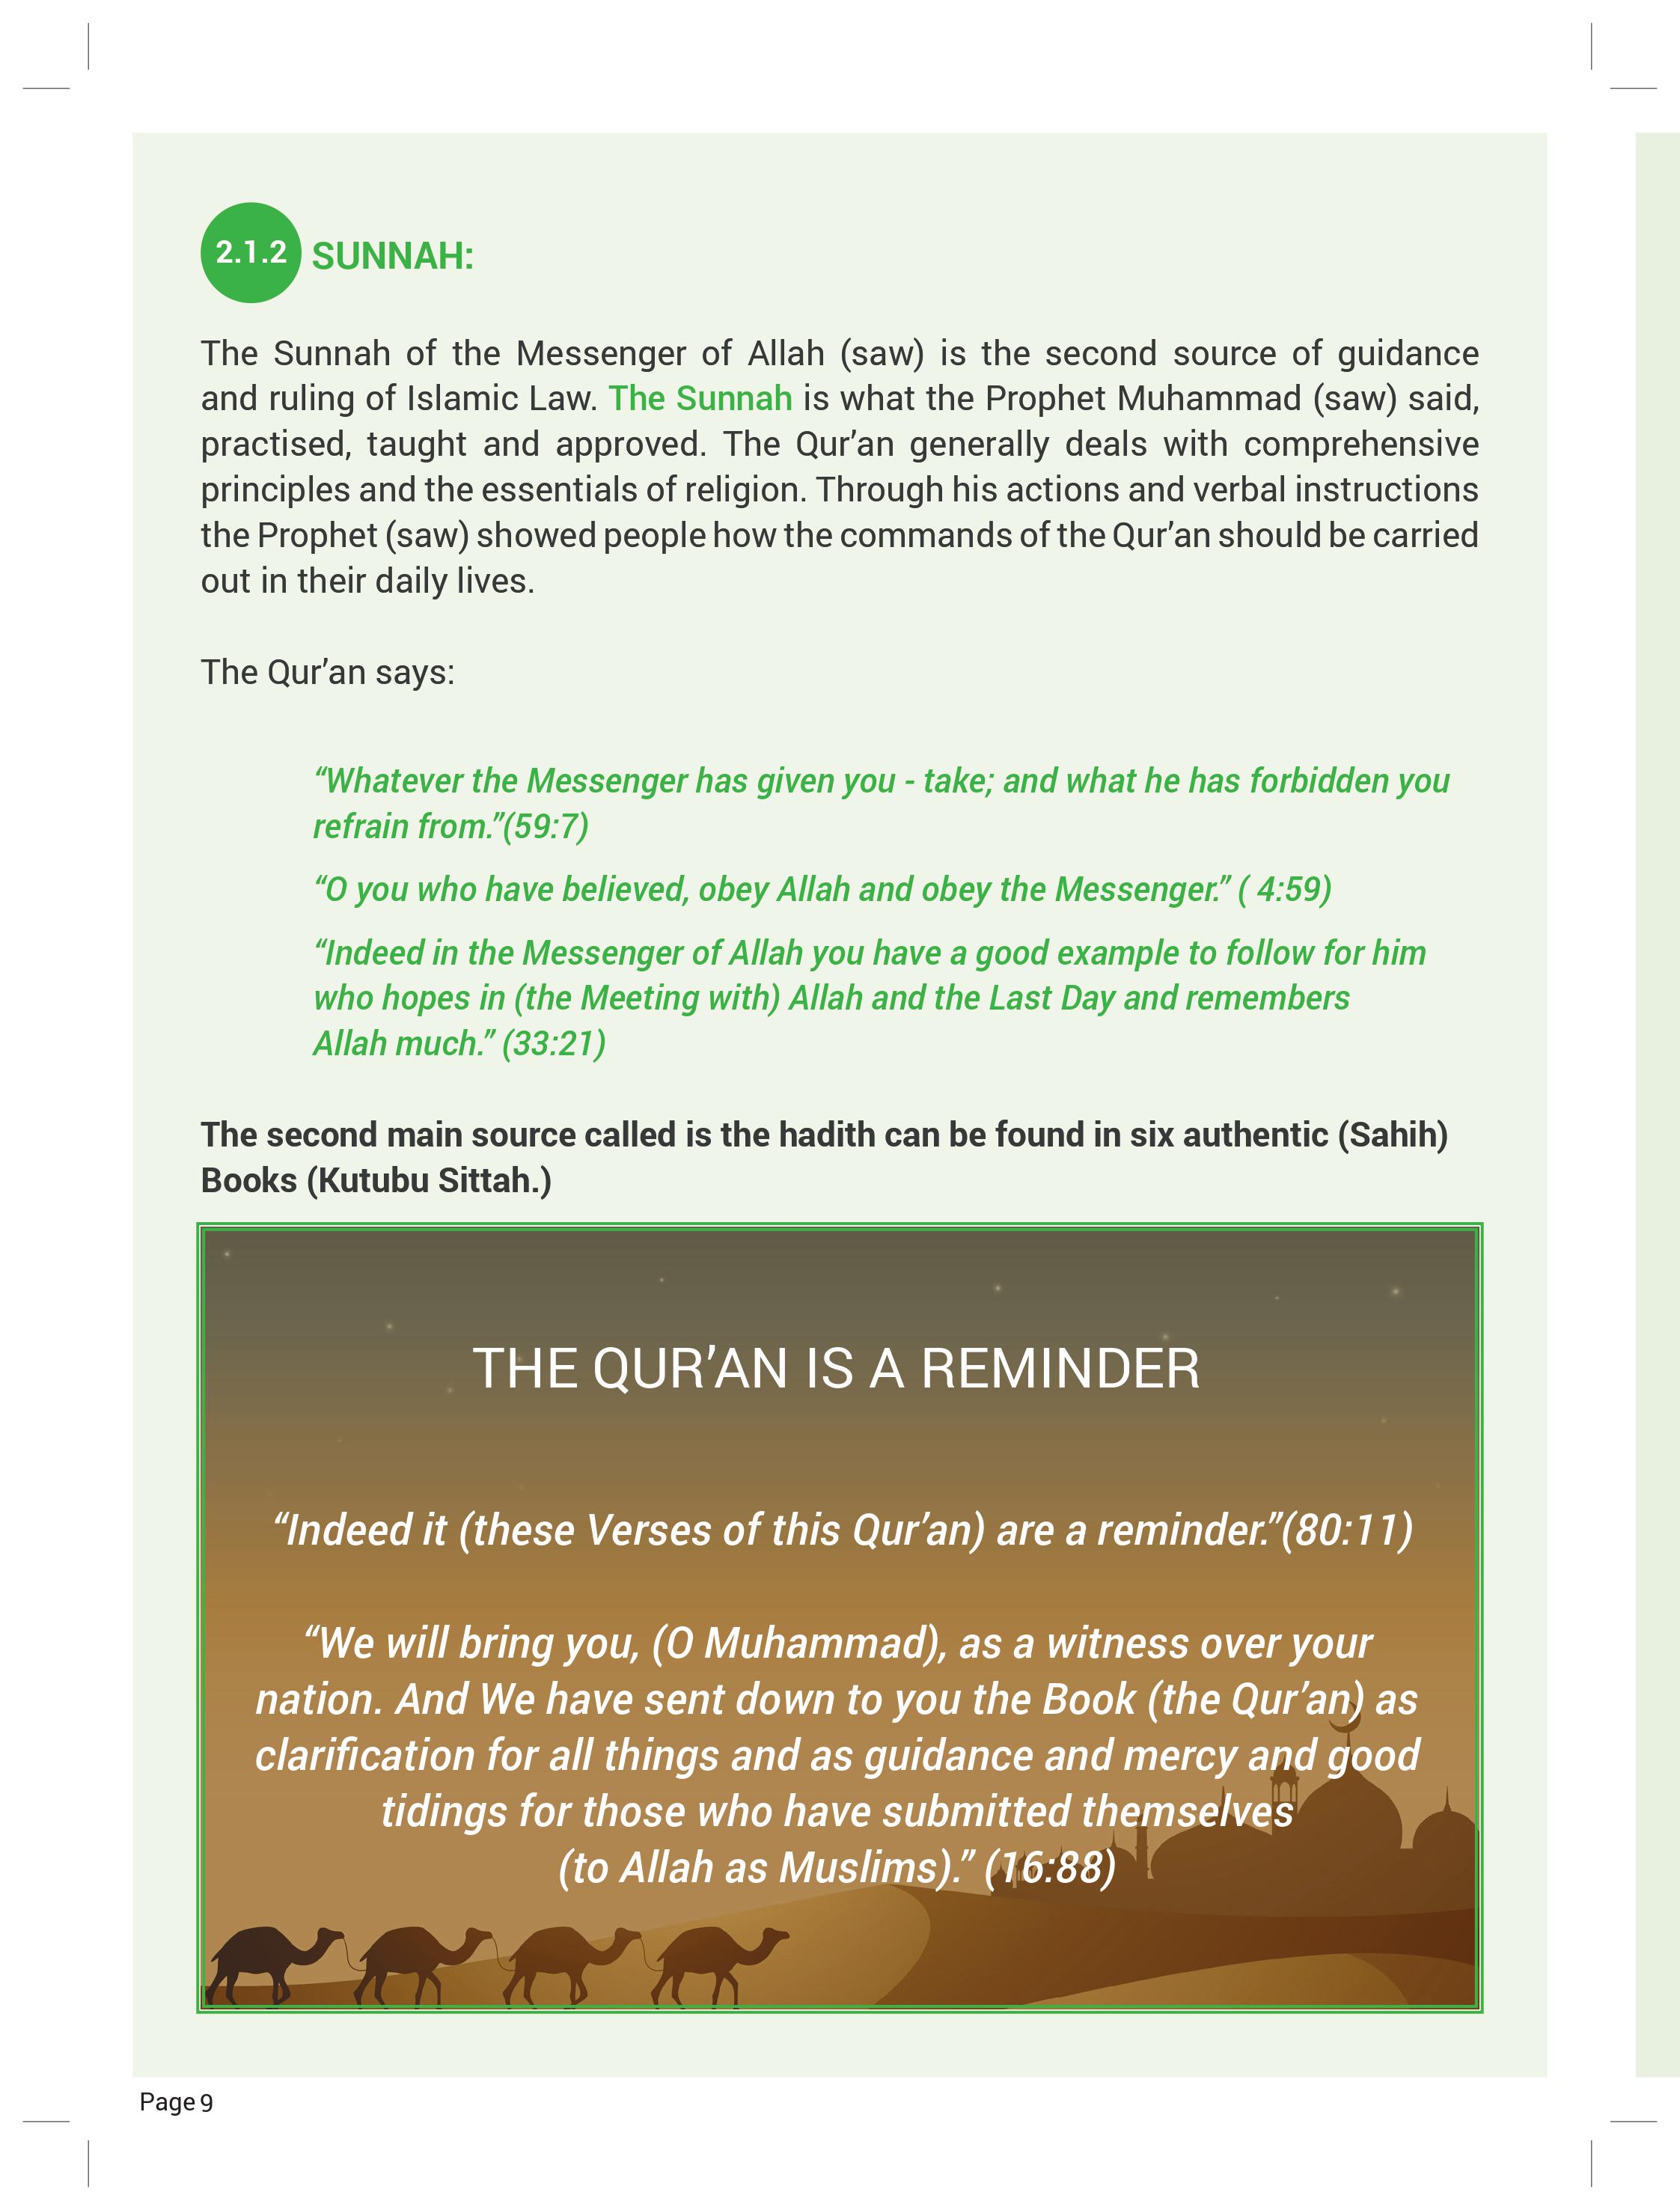 2.1.2 SUNNAH:
The Sunnah of the Messenger of Allah (saw) is the second source of guidance
and ruling of Islamic Law. The Sunnah is what the Prophet Muhammad (saw) said,
practised, taught and approved. The Qur’an generally deals with comprehensive
principles and the essentials of religion. Through his actions and verbal instructions
the Prophet (saw) showed people how the commands of the Qur’an should be carried
out in their daily lives.
The Qur’an says:
“Whatever the Messenger has given you - take; and what he has forbidden you
refrain from.”(59:7)
“O you who have believed, obey Allah and obey the Messenger.” ( 4:59)
“Indeed in the Messenger of Allah you have a good example to follow for him
who hopes in (the Meeting with) Allah and the Last Day and remembers
Allah much.” (33:21)
The second main source called is the hadith can be found in six authentic (Sahih)
Books (Kutubu Sittah.)
THE QUR’AN IS A REMINDER
“Indeed it (these Verses of this Qur’an) are a reminder.”(80:11)
“We will bring you, (O Muhammad), as a witness over your
nation. And We have sent down to you the Book (the Qur’an) as
clarification for all things and as guidance and mercy and good
tidings for those who have submitted themselves
(to Allah as Muslims).” (16:88)
Page 9